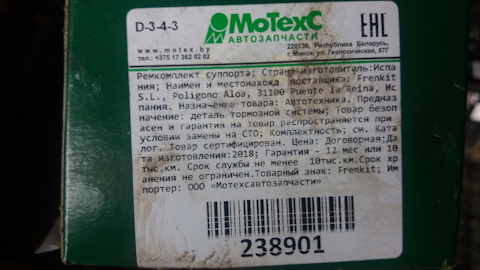 D-3-4-3
МоТехС
АВТОЗАПЧАСТИ
EAC
www.motex.by
тел.: +375 17 362 02 02
220138, Республика Беларусь,
г. Минск, ул. Геологическая, 67Г
Ремкомплект суппорта; Страна изготовитель:Испа
ния; Наимен и местонахожд поставщика: Frenkit
S.L., Poligono Aloa, 31100 Puente la Reina, Ис
пания. Назначение товара: Автотехника. Предназ
начение: деталь тормозной системы; Товар безоп
асен и гарантия на товар распространяется при
условии замены на СТО; Комплектность; см. Ката
лог. Товар сертифицирован. Цена: Договорная;Да
та изготовления:2018; Гарантия - 12 мес или 10
тыс.км. Срок службы не менее 10тыс.км.Срок хр
анения не ограничен.Товарный знак: Frenkit; Им
портер: ООО «Мотехсавтозапчасти»
238901